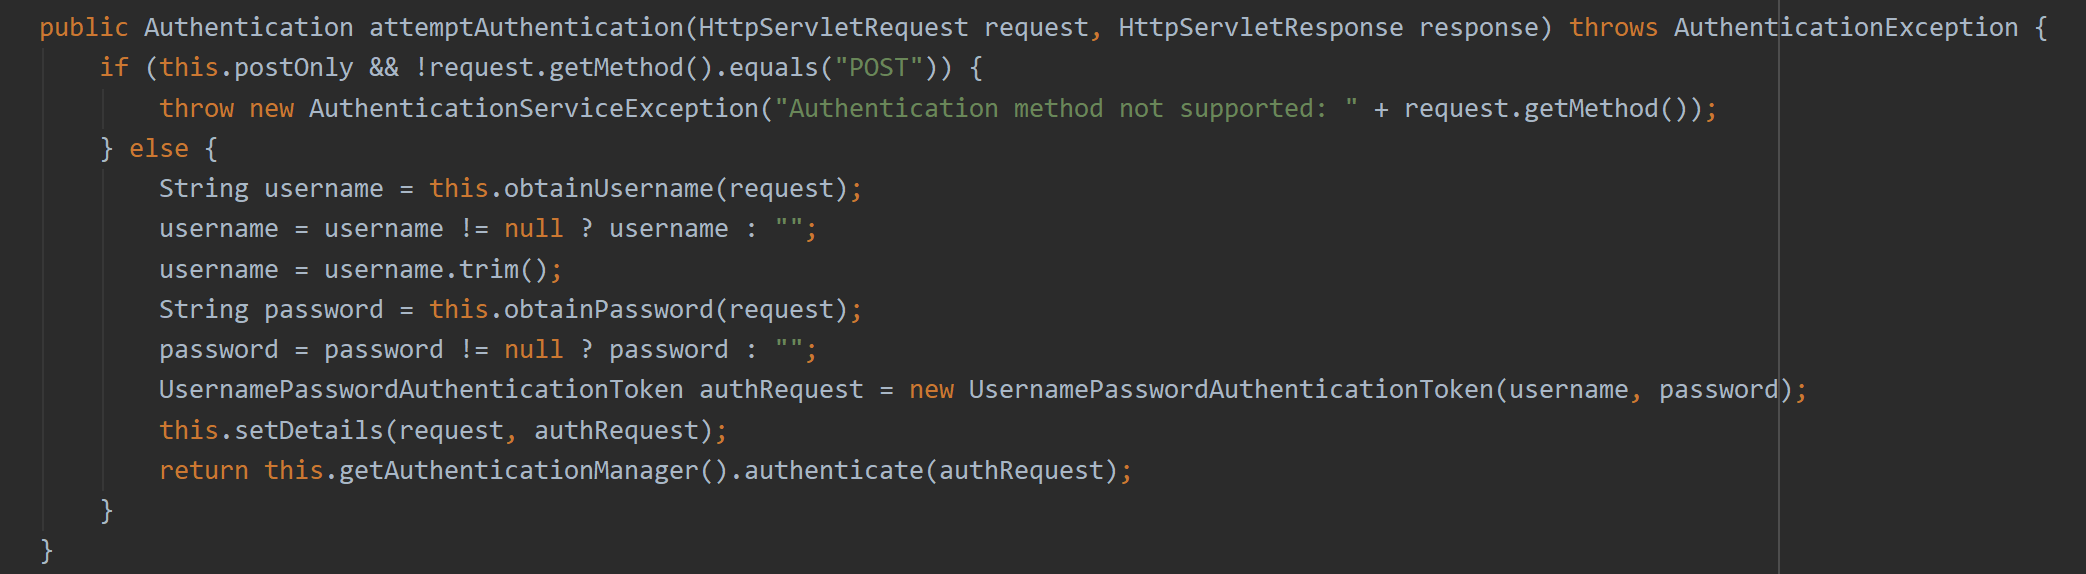 public Authentication attemptAuthentication(HttpServletRequest request, HttpServletResponse response) throws AuthenticationException {
    if (this.postOnly && !request.getMethod().equals("POST")) {
        throw new AuthenticationServiceException("Authentication method not supported: " + request.getMethod());
    } else {
        String username = this.obtainUsername(request);
        username = username != null ? username : "";
        username = username.trim();
        String password = this.obtainPassword(request);
        password = password != null ? password : "";
        UsernamePasswordAuthenticationToken authRequest = new UsernamePasswordAuthenticationToken(username, password);
        this.setDetails(request, authRequest);
        return this.getAuthenticationManager().authenticate(authRequest);
    }
}